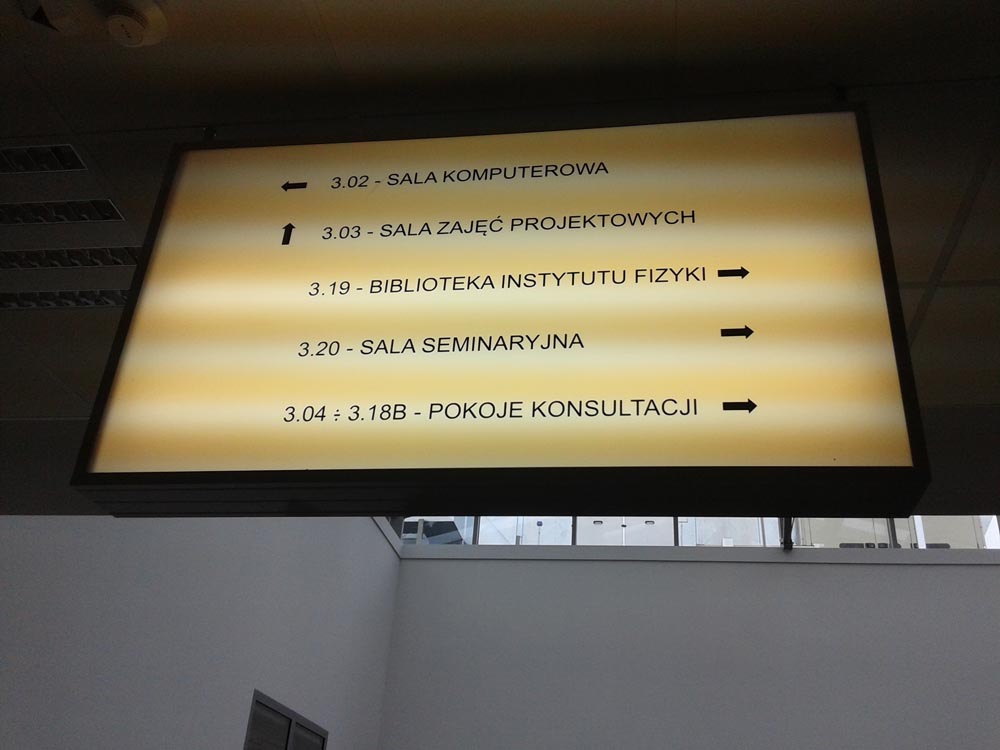 3.02 - SALA KOMPUTEROWA
3.03 - SALA ZAJĘĆ PROJEKTOWYCH
3.19 - BIBLIOTEKA INSTYTUTU FIZYKI
3.20 - SALA SEMINARYJNA
3.04 ÷ 3.18B - POKOJE KONSULTACJI